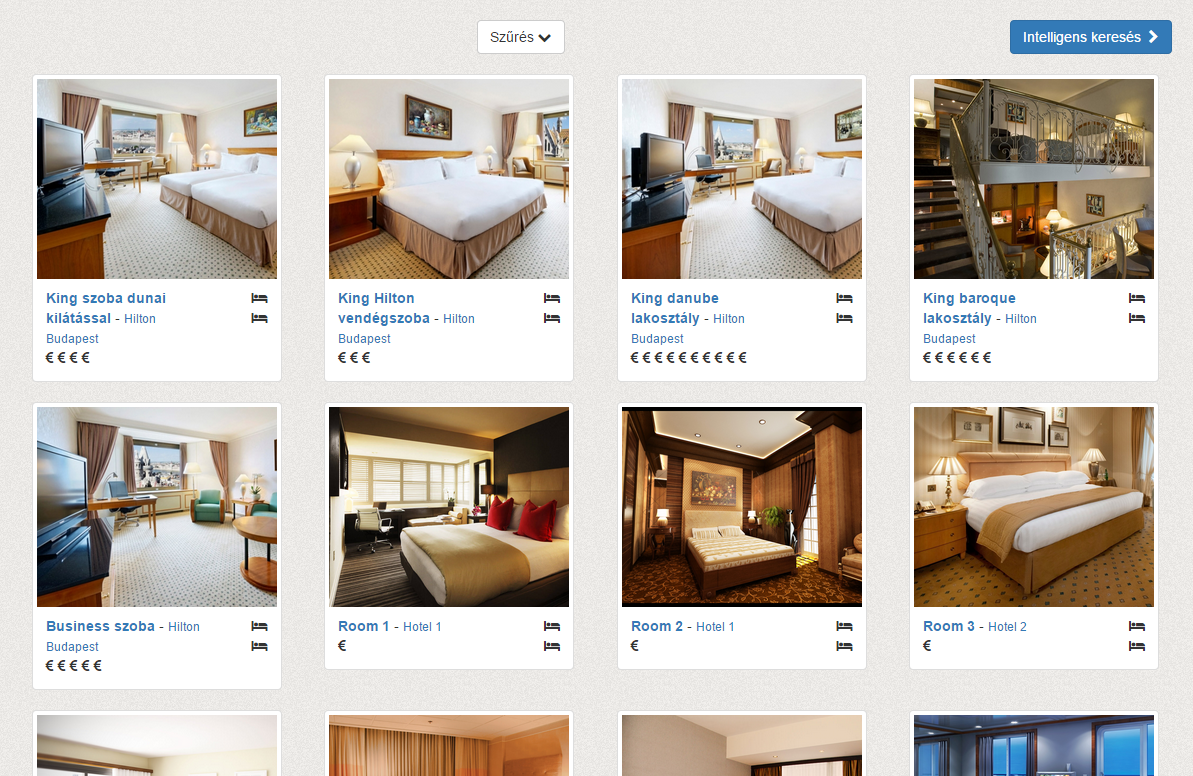 Szűrés
Intelligens keresés
King szoba dunai
kilátással - Hilton
Budapest
€ € € €
King Hilton
vendégszoba - Hilton
Budapest
€ € €
King danube
lakosztály - Hilton
Budapest
€ € € € € € € € € €
King baroque
lakosztály - Hilton
Budapest
€ € € € € €
Business szoba - Hilton
Budapest
€ € € € €
Room 1 - Hotel 1
€
Room 2 - Hotel 1
€
Room 3 - Hotel 2
€